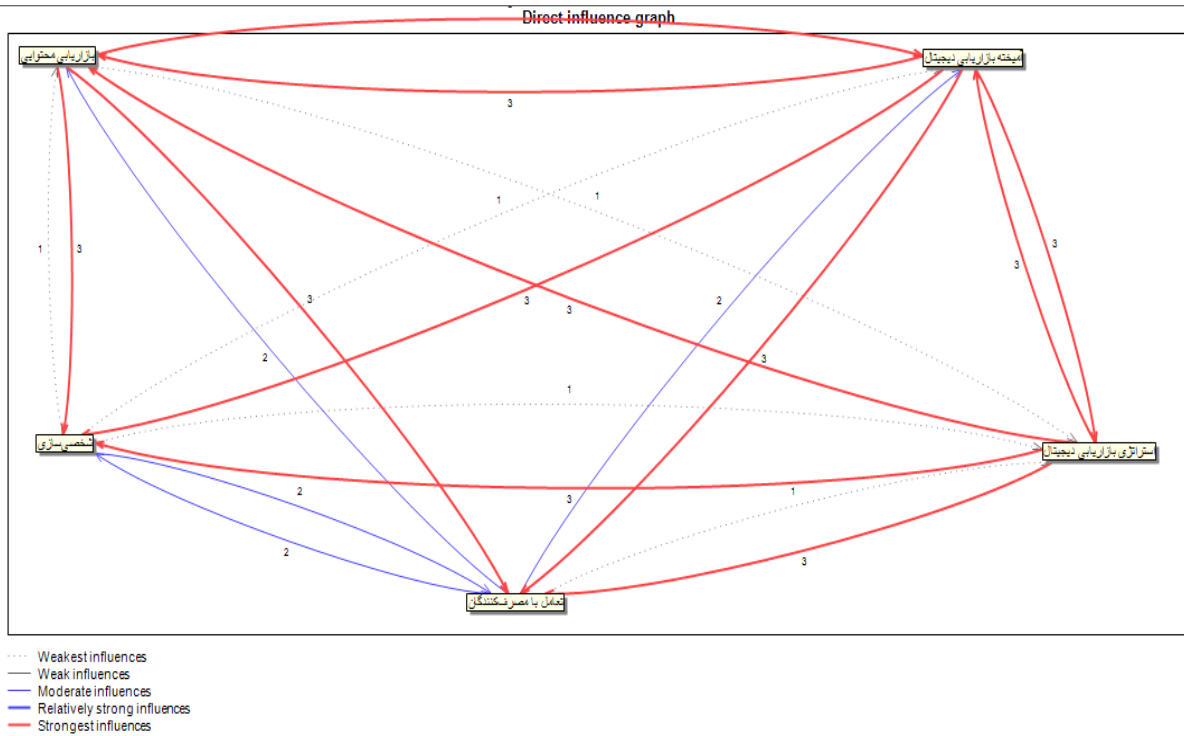 Direct influence graph
بازاریابی محتوایی
میخته بازاریابی دیجیتال
3
1
1
1
3
3
3
3
3
3
2
2
3
1
2
3
1
2
3
شخصی‌سازی
استراتژی بازاریابی دیجیتال
تعامل با مصرف‌کنندگان
Weakest influences
Weak influences
Moderate influences
Relatively strong influences
Strongest influences